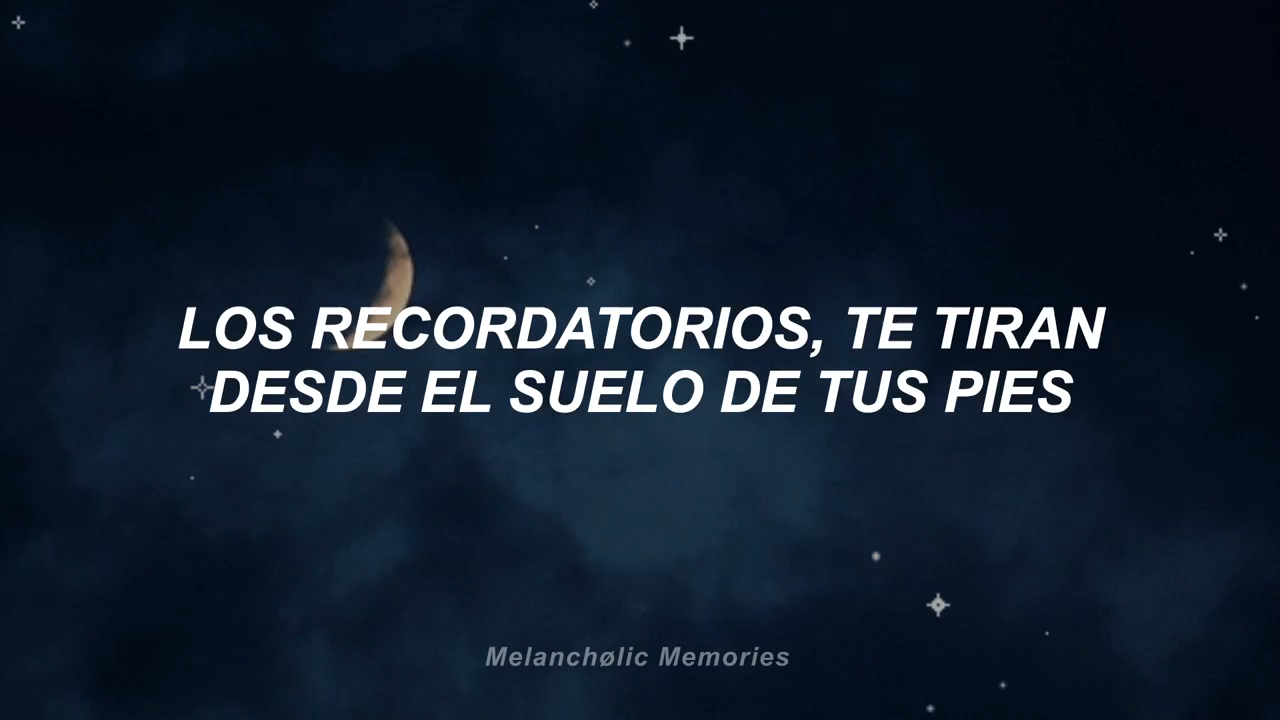 LOS RECORDATORIOS, TE TIRAN
DESDE EL SUELO DE TUS PIES
Melanchølic Memories